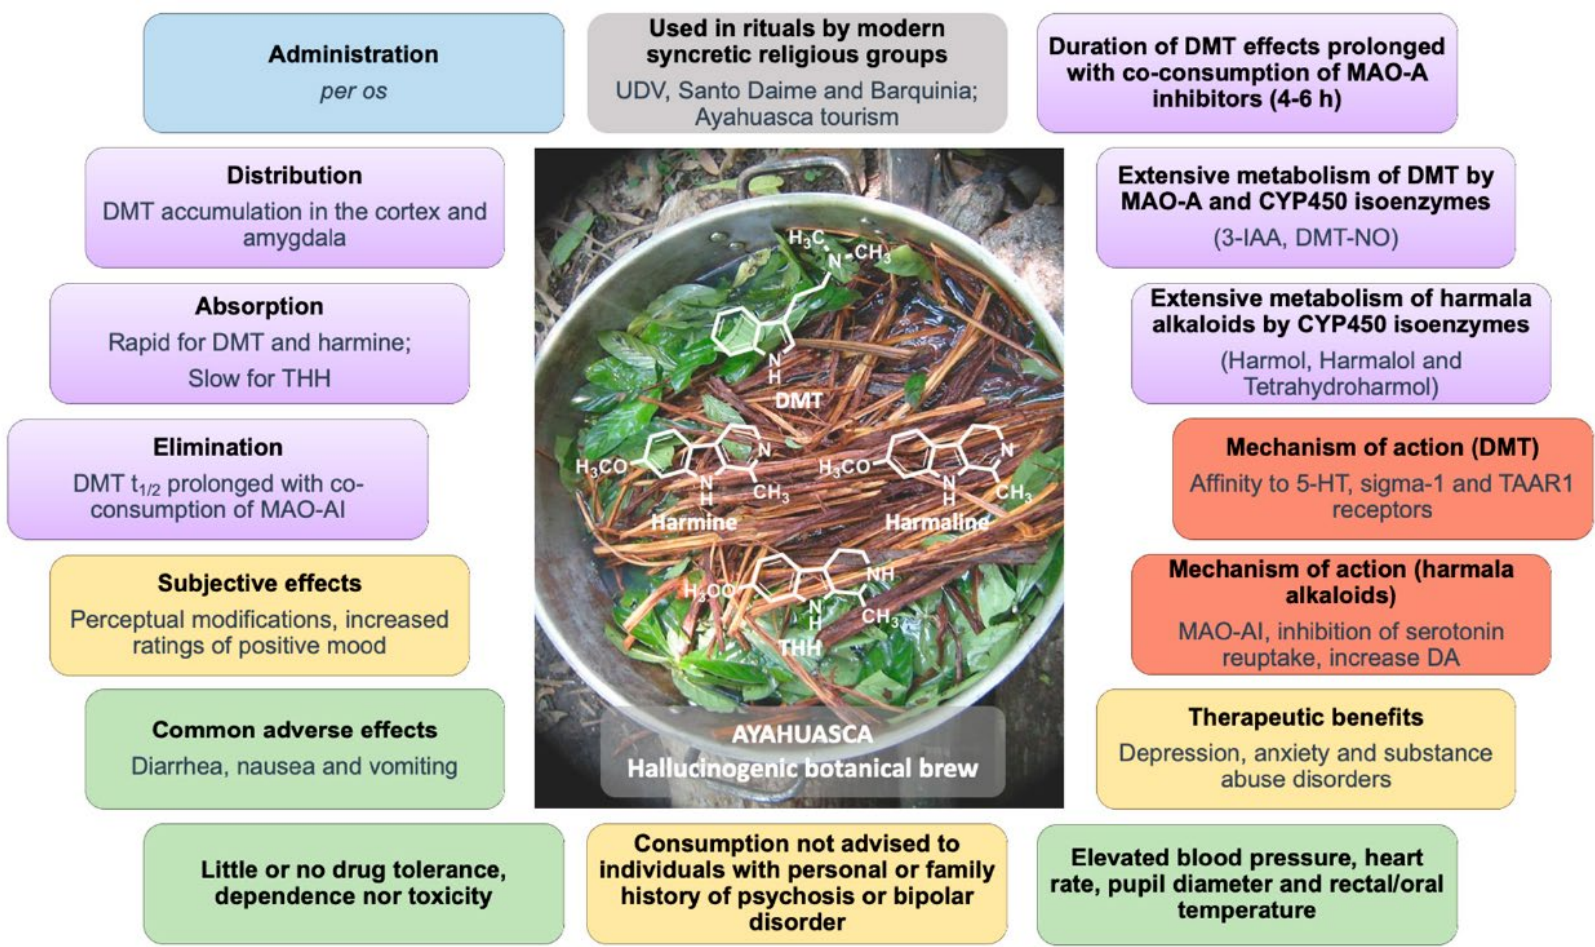 Administration
per os
Used in rituals by modern
syncretic religious groups
UDV, Santo Daime and Barquinia;
Ayahuasca tourism
Duration of DMT effects prolonged
with co-consumption of MAO-A
inhibitors (4-6 h)
Distribution
DMT accumulation in the cortex and
amygdala
Absorption
Rapid for DMT and harmine;
Slow for THH
Elimination
DMT t1/2 prolonged with co-
consumption of MAO-AI
Subjective effects
Perceptual modifications, increased
ratings of positive mood
Common adverse effects
Diarrhea, nausea and vomiting
H3C
N-CH3
N
H
DMT
H3CO
N
N
H
CH3
Harmine
H3CO
N
N
H
CH3
Harmaline
H3CO
NH
N
H
CH3
THH
AYAHUASCA
Hallucinogenic botanical brew
Extensive metabolism of DMT by
MAO-A and CYP450 isoenzymes
(3-IAA, DMT-NO)
Extensive metabolism of harmala
alkaloids by CYP450 isoenzymes
(Harmol, Harmalol and
Tetrahydroharmol)
Mechanism of action (DMT)
Affinity to 5-HT, sigma-1 and TAAR1
receptors
Mechanism of action (harmala
alkaloids)
MAO-AI, inhibition of serotonin
reuptake, increase DA
Therapeutic benefits
Depression, anxiety and substance
abuse disorders
Little or no drug tolerance,
dependence nor toxicity
Consumption not advised to
individuals with personal or family
history of psychosis or bipolar
disorder
Elevated blood pressure, heart
rate, pupil diameter and rectal/oral
temperature